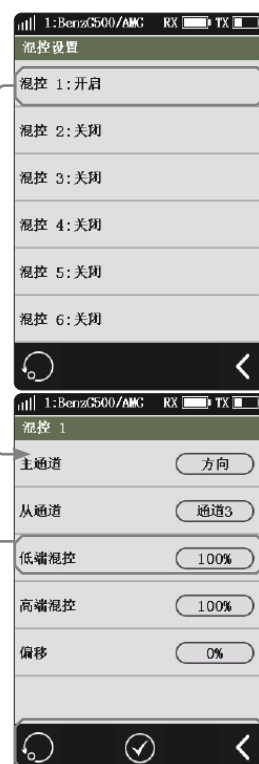 1:BenzG500/AMG RX TX
混控设置
混控 1:开启
混控 2:关闭
混控 3:关闭
混控 4:关闭
混控 5:关闭
混控 6:关闭
1:BenzG500/AMG RX TX
混控 1
主通道 方向
从通道 通道3
低端混控 100%
高端混控 100%
偏移 0%